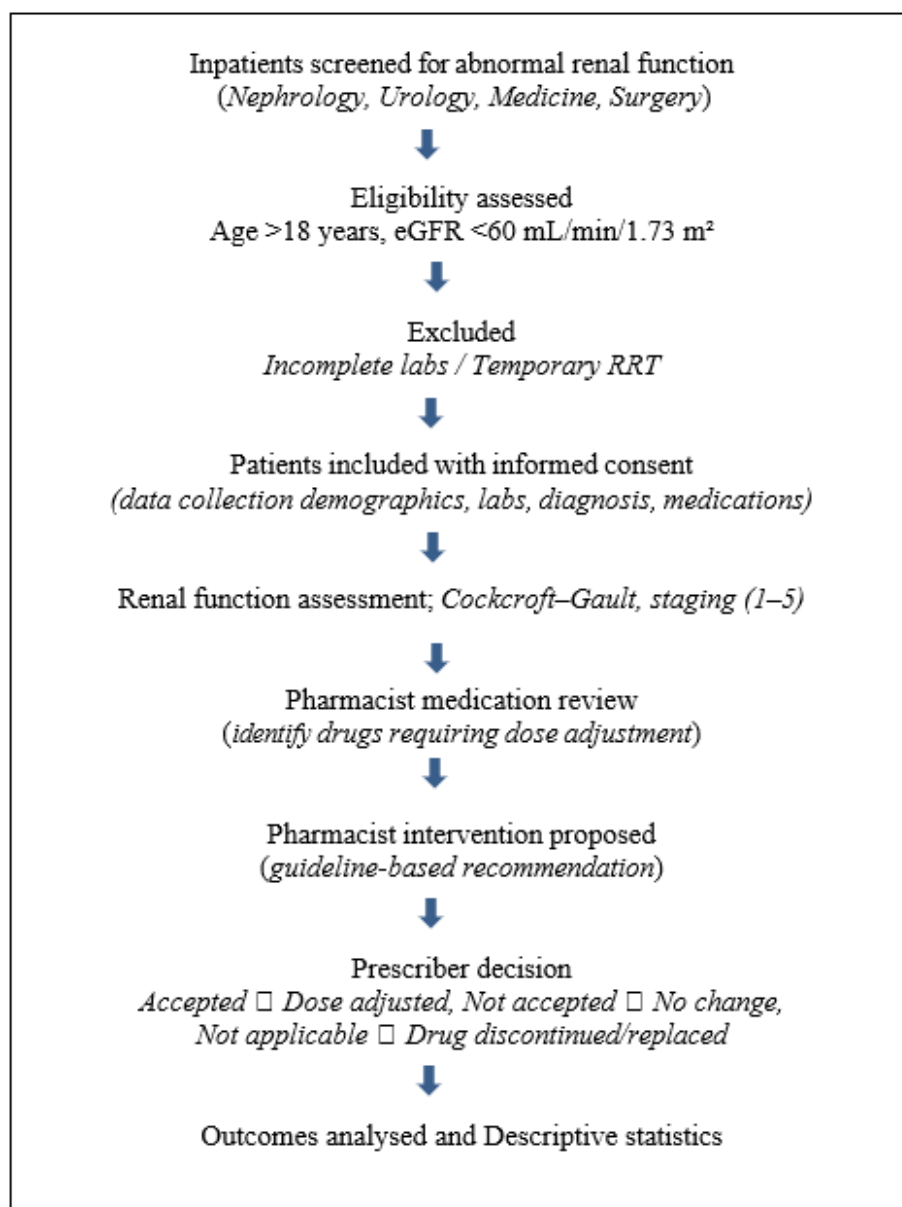 Inpatients screened for abnormal renal function
(Nephrology, Urology, Medicine, Surgery)
Eligibility assessed
Age >18 years, eGFR <60 mL/min/1.73 m²
Excluded
Incomplete labs / Temporary RRT
Patients included with informed consent
(data collection demographics, labs, diagnosis, medications)
Renal function assessment; Cockcroft–Gault, staging (1–5)
Pharmacist medication review
(identify drugs requiring dose adjustment)
Pharmacist intervention proposed
(guideline-based recommendation)
Prescriber decision
Accepted □ Dose adjusted, Not accepted □ No change,
Not applicable □ Drug discontinued/replaced
Outcomes analysed and Descriptive statistics